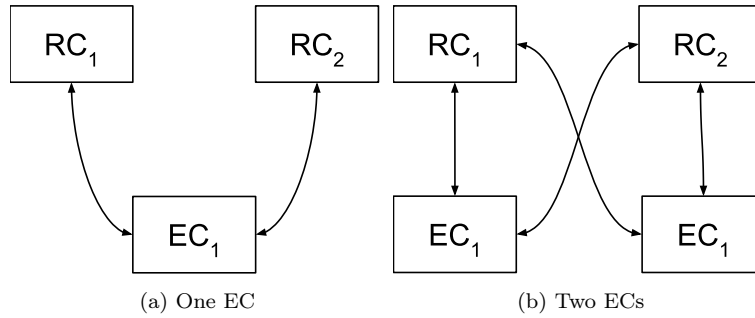 RC1 RC2 RC1 RC2
EC1 EC1 EC1
(a) One EC (b) Two ECs